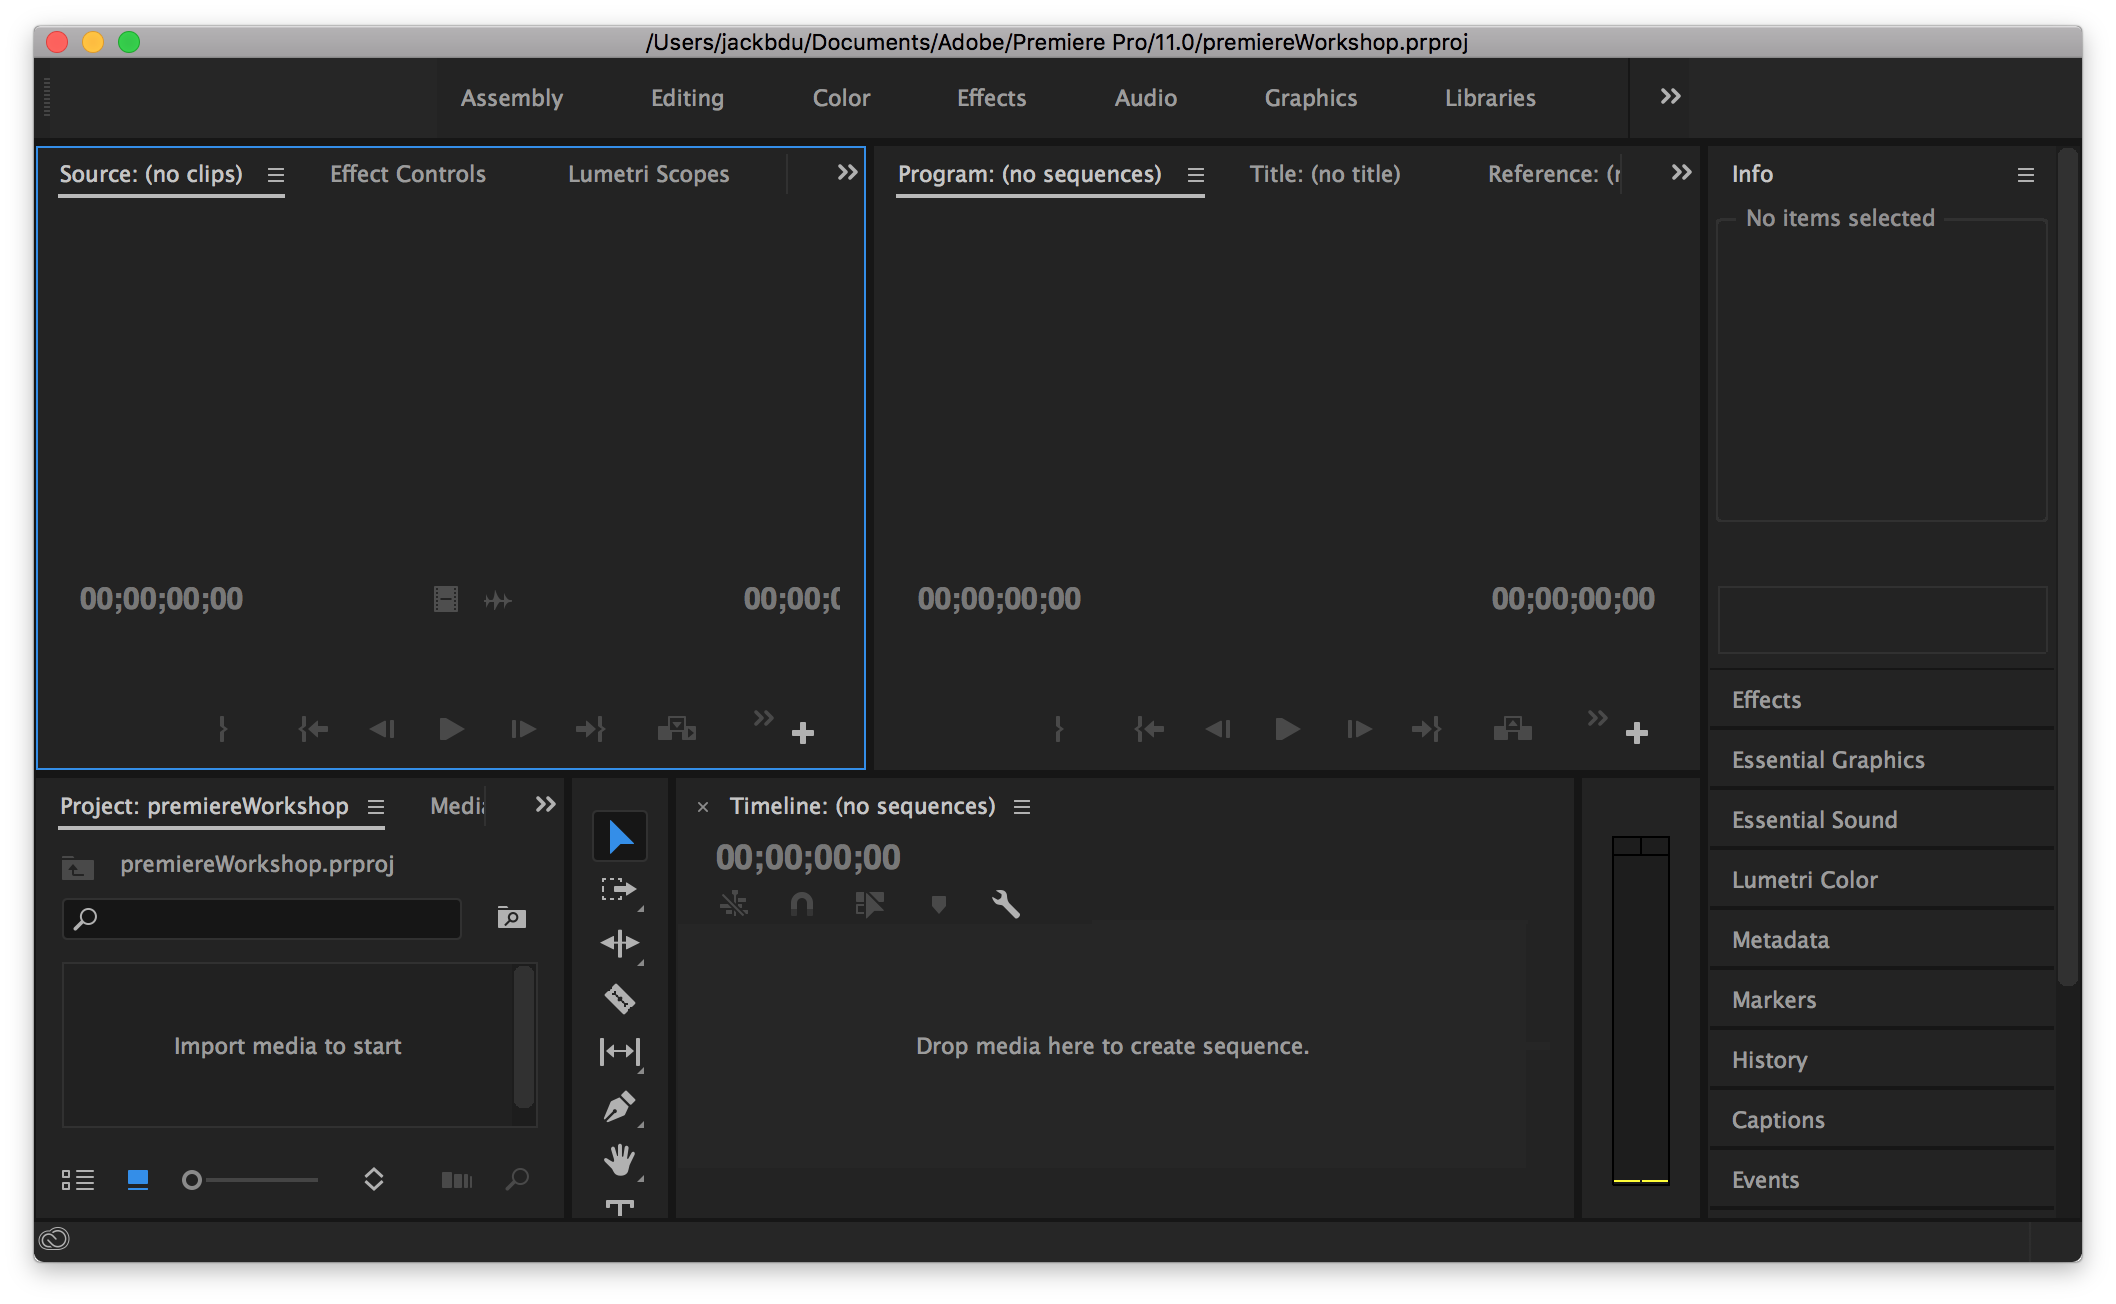 /Users/jackbdu/Documents/Adobe/Premiere Pro/11.0/premiereWorkshop.prproj
Assembly Editing Color Effects Audio Graphics Libraries
Source: (no clips) Effect Controls Lumetri Scopes
Program: (no sequences) Title: (no title) Reference: (
Info
No items selected
00;00;00;00 00;00;0
00;00;00;00 00;00;00;00
Effects
Essential Graphics
Essential Sound
Lumetri Color
Metadata
Markers
History
Captions
Events
Project: premiereWorkshop Medi
premiereWorkshop.prproj
Import media to start
Timeline: (no sequences)
00;00;00;00
Drop media here to create sequence.